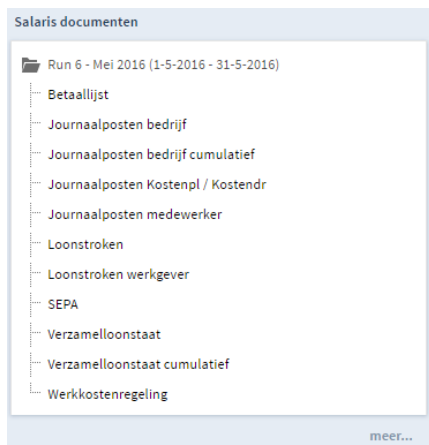 Salaris documenten
Run 6 - Mei 2016 (1-5-2016 - 31-5-2016)
Betaallijst
Journaalposten bedrijf
Journaalposten bedrijf cumulatief
Journaalposten Kostenpl / Kostendr
Journaalposten medewerker
Loonstroken
Loonstroken werkgever
SEPA
Verzamelloonstaat
Verzamelloonstaat cumulatief
Werkkostenregeling
meer...